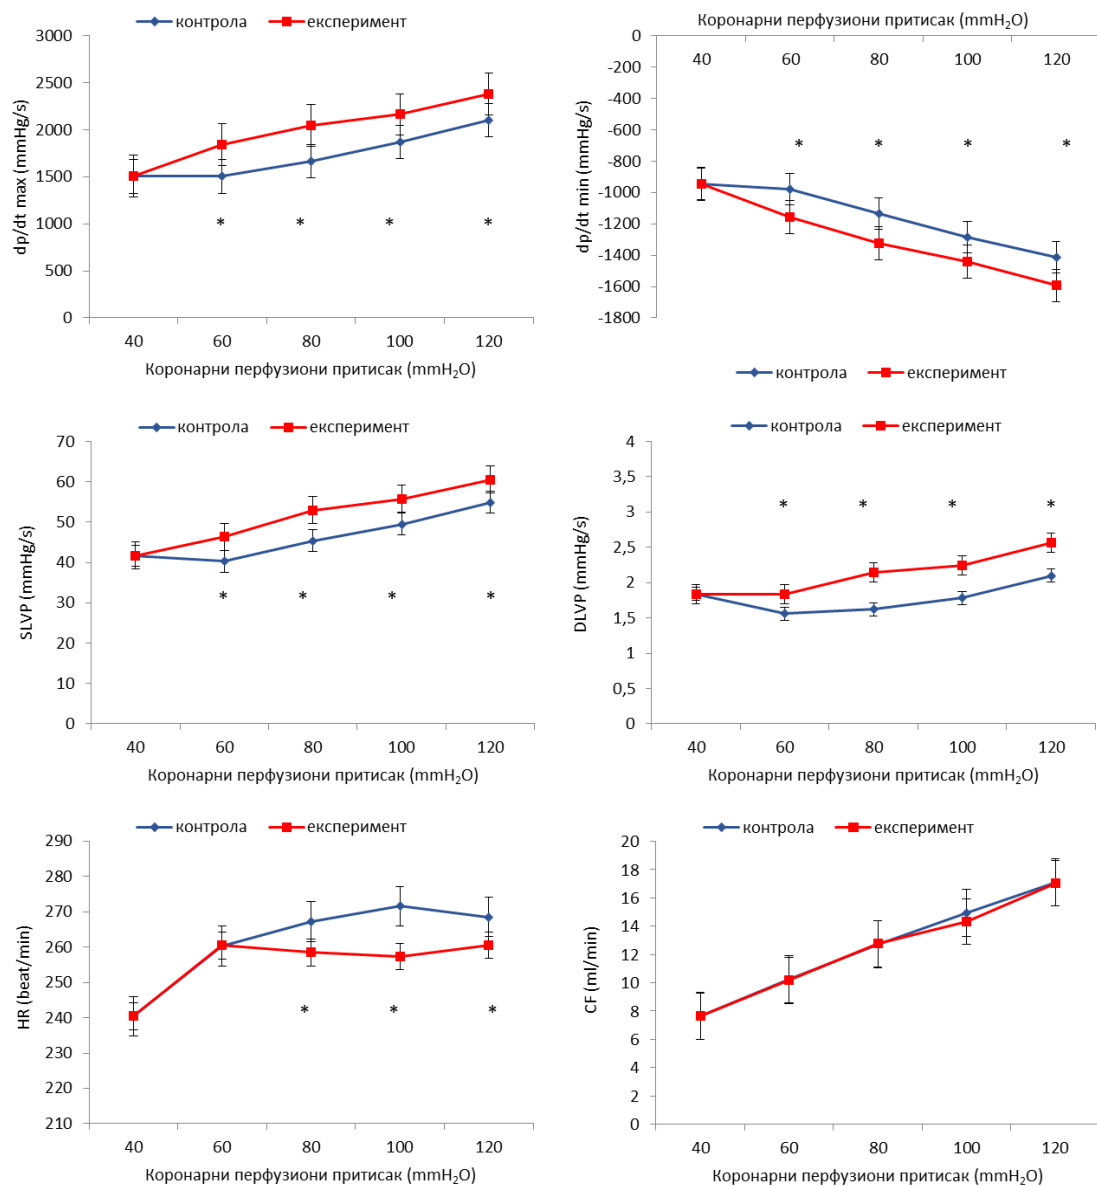 контрола експеримент
dp/dt max (mmHg/s)
3000
2500
2000
1500
1000
500
0
* * * *
40 60 80 100 120
Коронарни перфузиони притисак (mmH₂O)
Коронарни перфузиони притисак (mmH₂O)
dp/dt min (mmHg/s)
0
-200
-400
-600
-800
-1000
-1200
-1400
-1600
-1800
40 60 80 100 120
* * * *
контрола експеримент
контрола експеримент
SLVP (mmHg/s)
70
60
50
40
30
20
10
0
* * * *
40 60 80 100 120
Коронарни перфузиони притисак (mmH₂O)
контрола експеримент
DLVP (mmHg/s)
4
3,5
3
2,5
2
1,5
1
0,5
0
* * * *
40 60 80 100 120
Коронарни перфузиони притисак (mmH₂O)
контрола експеримент
HR (beat/min)
290
280
270
260
250
240
230
220
210
* * *
40 60 80 100 120
Коронарни перфузиони притисак (mmH₂O)
контрола експеримент
CF (ml/min)
20
18
16
14
12
10
8
6
4
2
0
40 60 80 100 120
Коронарни перфузиони притисак (mmH₂O)